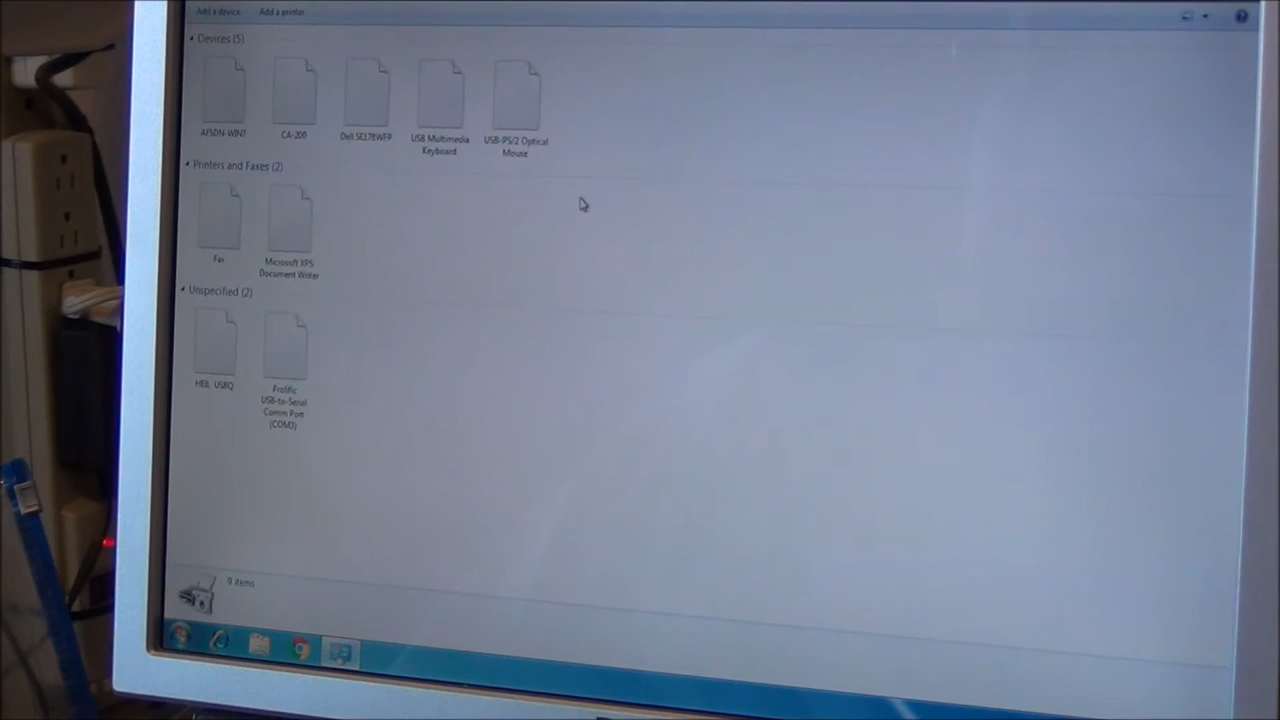 Add a device Add a printer
Devices (5)
AF5DN-WIN7 CA-200 Dell SE178WFP USB Multimedia USB-PS/2 Optical
Keyboard Mouse
Printers and Faxes (2)
Fax Microsoft XPS
Document Writer
Unspecified (2)
HEIL USBQ Prolific
USB-to-Serial
Comm Port
(COM3)
9 items